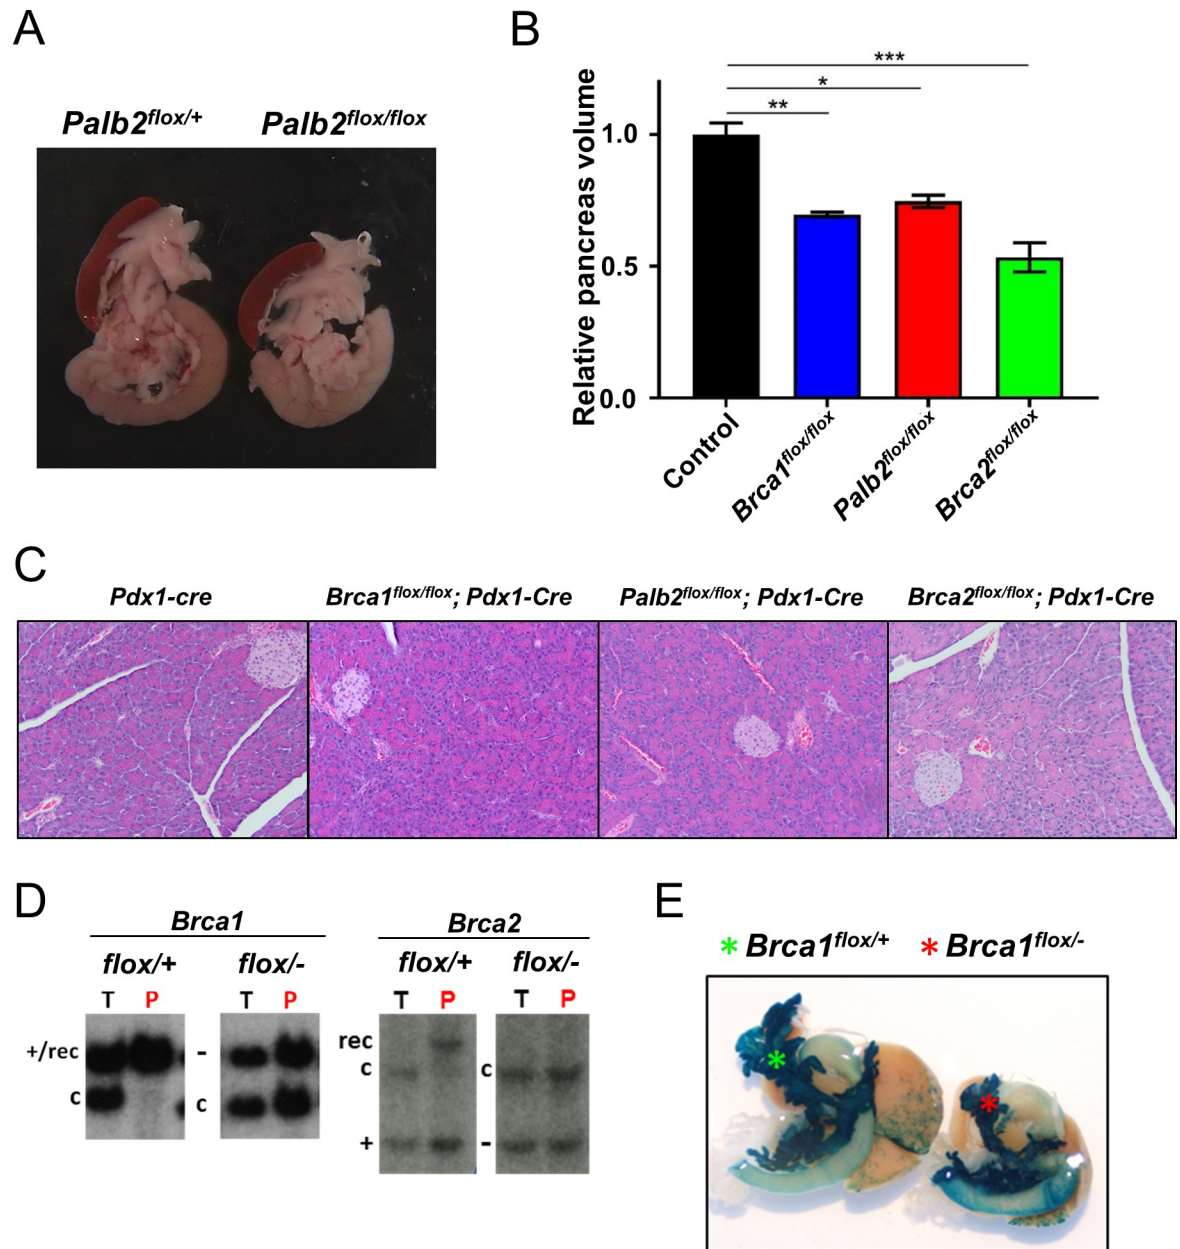 A
Palb2flox/+
Palb2flox/flox
B
Relative pancreas volume
1.0
0.5
0.0
***
*
**
Control
Brca1flox/flox
Palb2flox/flox
Brca2flox/flox
C
Pdx1-cre
Brca1flox/flox; Pdx1-Cre
Palb2flox/flox; Pdx1-Cre
Brca2flox/flox; Pdx1-Cre
D
Brca1
flox/+
flox/-
T P
T P
+/rec
c
-
c
Brca2
flox/+
flox/-
T P
T P
rec
c
+
c
-
E
* Brca1flox/+
* Brca1flox/-
*
*